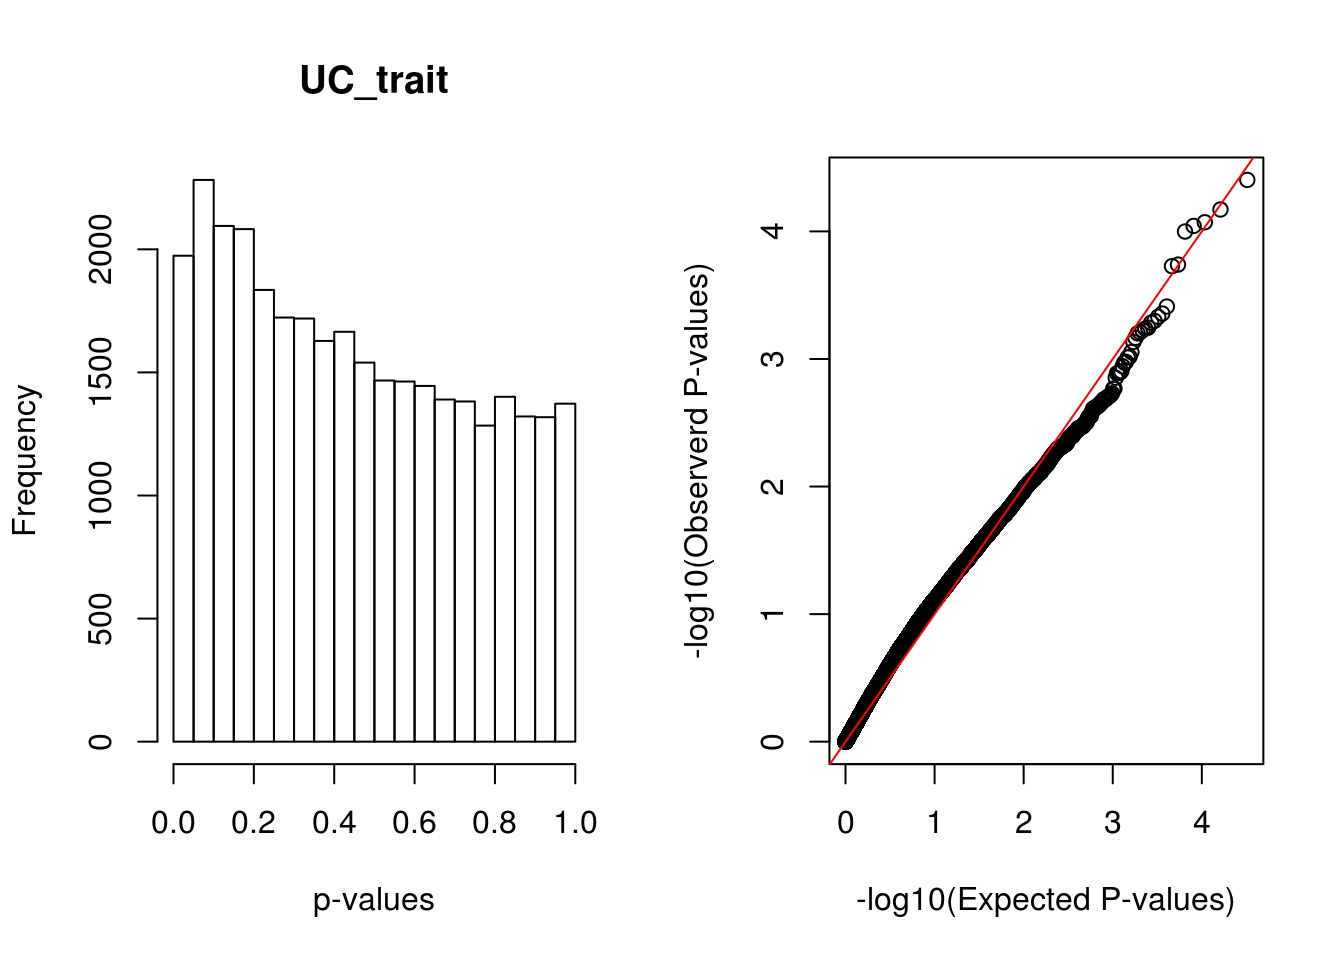 UC_trait
Frequency
0
500
1000
1500
2000
0.0 0.2 0.4 0.6 0.8 1.0
p-values
-log10(Observerd P-values)
0
1
2
3
4
0 1 2 3 4
-log10(Expected P-values)